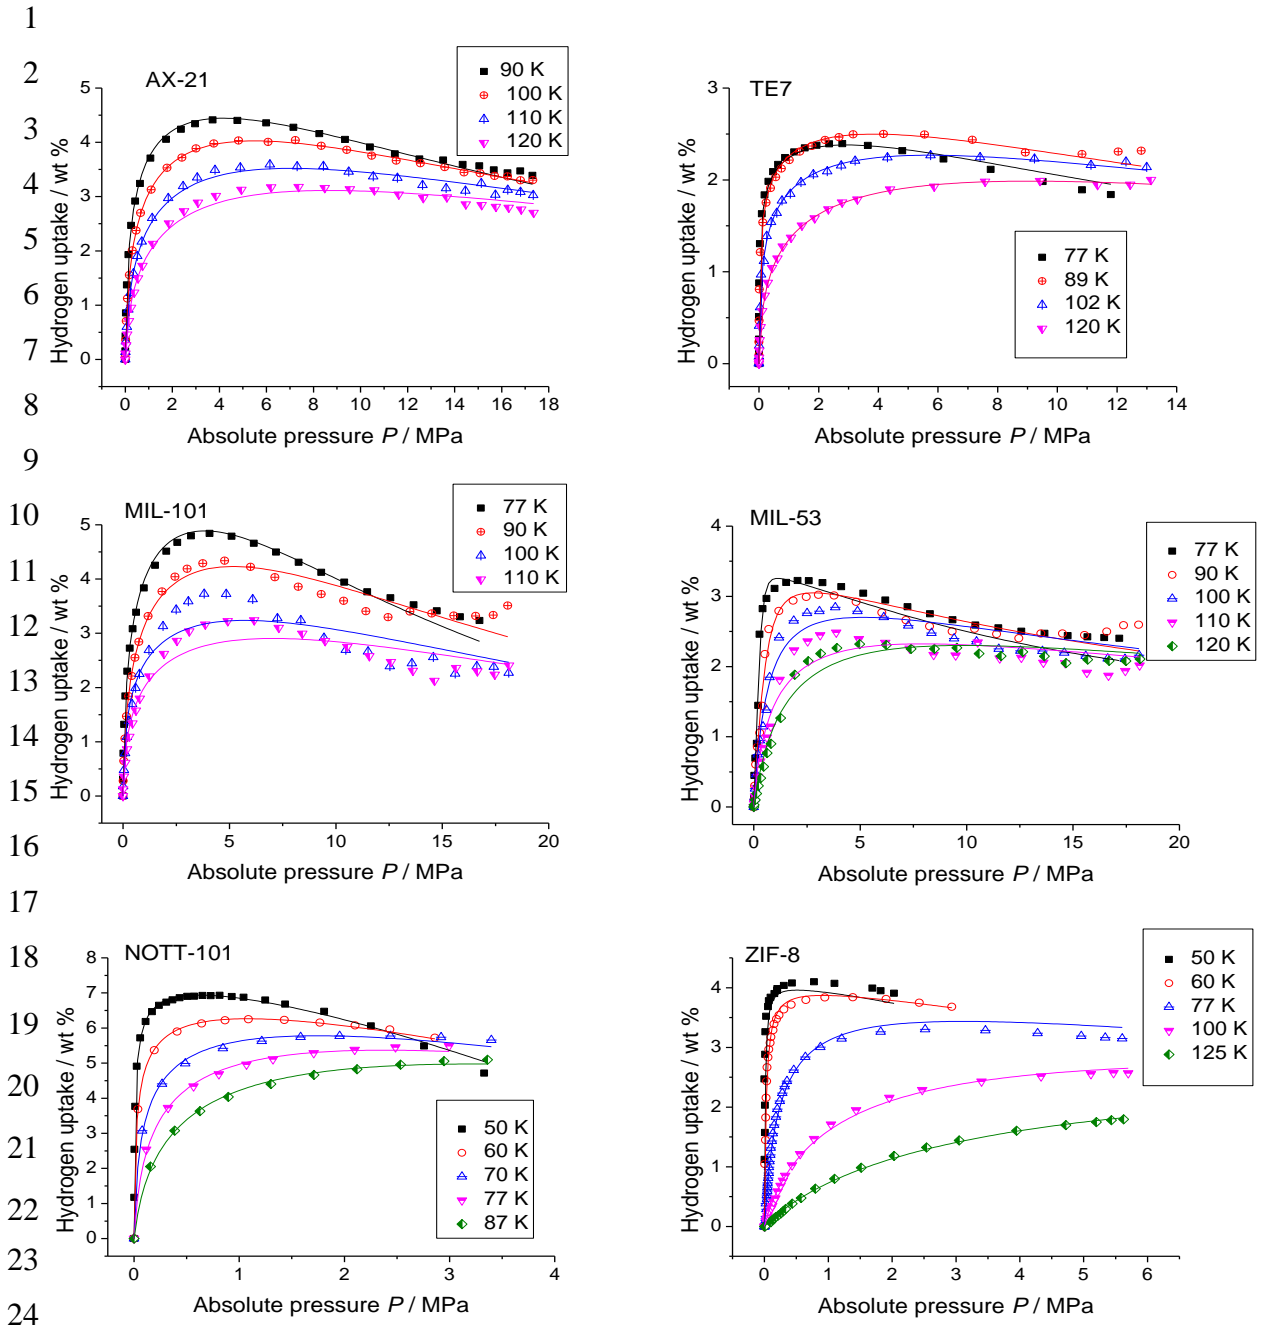 1
2
3
4
5
6
7
8
9
10
11
12
13
14
15
16
17
18
19
20
21
22
23
24
AX-21
90 K
100 K
110 K
120 K
5
4
3
2
1
0
Hydrogen uptake / wt %
0 2 4 6 8 10 12 14 16 18
Absolute pressure P / MPa
TE7
77 K
89 K
102 K
120 K
3
2
1
0
Hydrogen uptake / wt %
0 2 4 6 8 10 12 14
Absolute pressure P / MPa
MIL-101
77 K
90 K
100 K
110 K
5
4
3
2
1
0
Hydrogen uptake / wt %
0 5 10 15 20
Absolute pressure P / MPa
MIL-53
77 K
90 K
100 K
110 K
120 K
4
3
2
1
0
Hydrogen uptake / wt %
0 5 10 15 20
Absolute pressure P / MPa
NOTT-101
50 K
60 K
70 K
77 K
87 K
8
7
6
5
4
3
2
1
0
Hydrogen uptake / wt %
0 1 2 3 4
Absolute pressure P / MPa
ZIF-8
50 K
60 K
77 K
100 K
125 K
4
3
2
1
0
Hydrogen uptake / wt %
0 1 2 3 4 5 6
Absolute pressure P / MPa